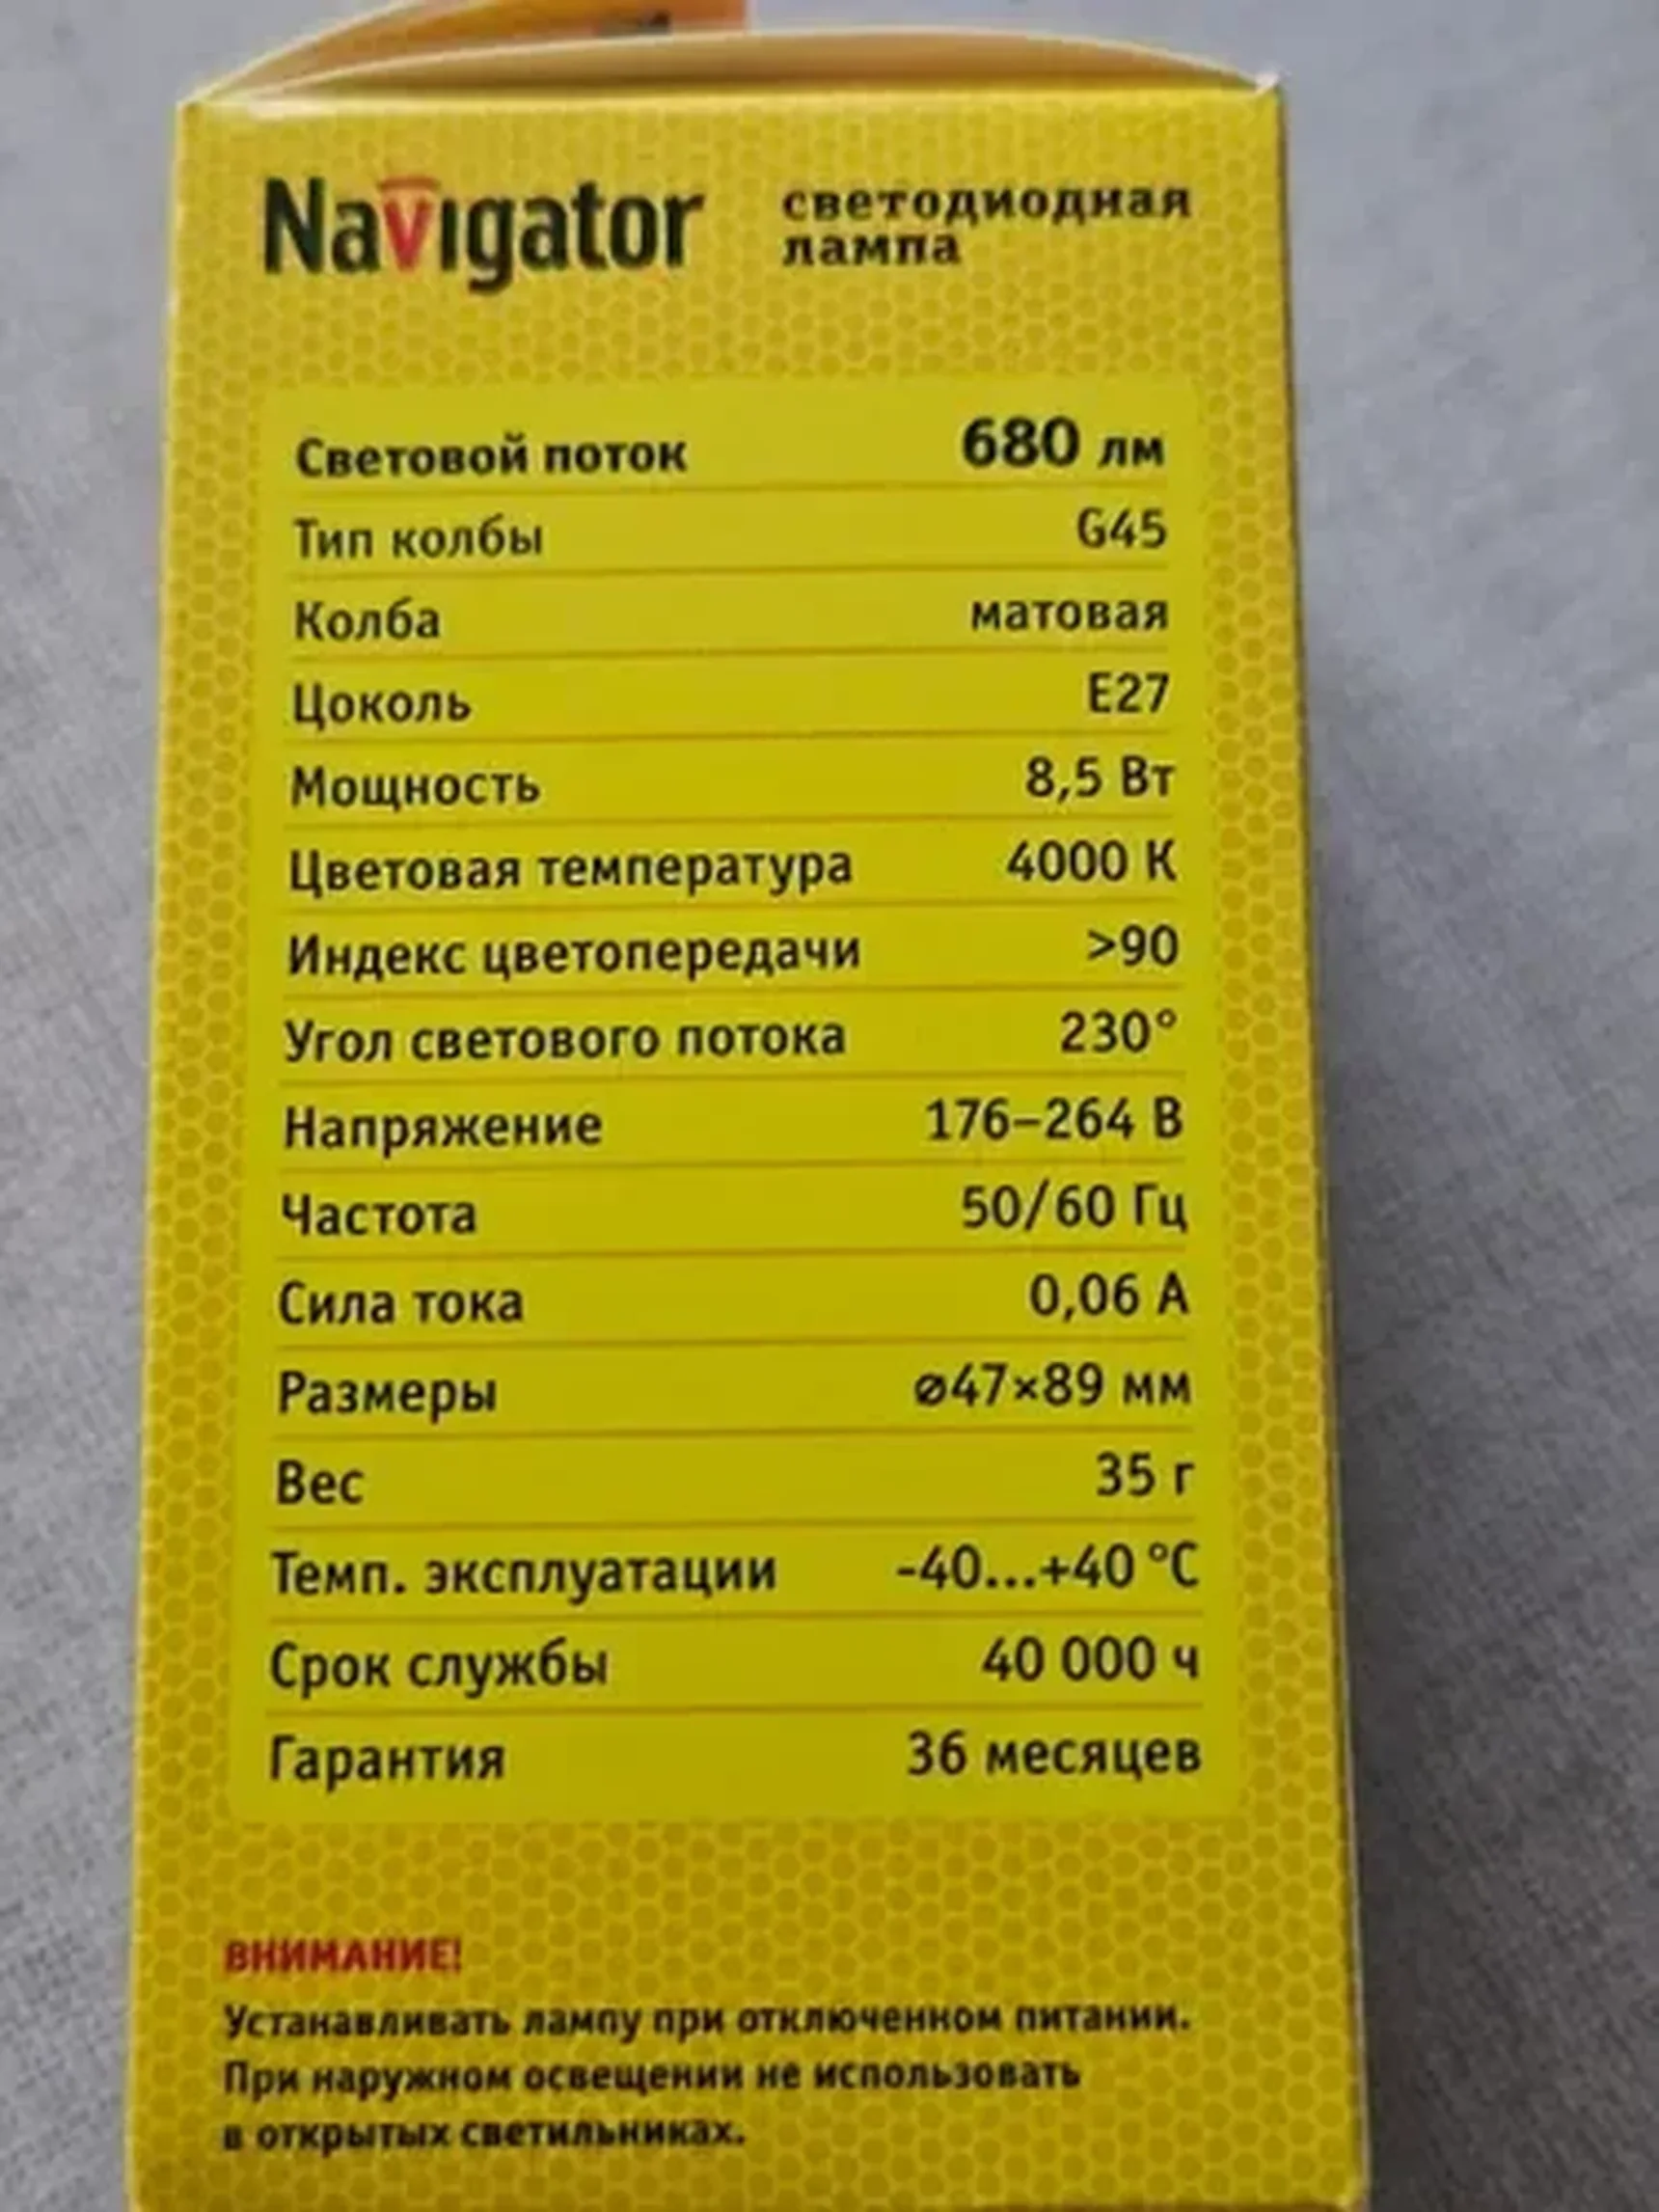 Navigator светодиодная
лампа
Световой поток 680 лм
Тип колбы G45
Колба матовая
Цоколь E27
Мощность 8,5 Вт
Цветовая температура 4000 К
Индекс цветопередачи >90
Угол светового потока 230°
Напряжение 176–264 В
Частота 50/60 Гц
Сила тока 0,06 А
Размеры ⌀47×89 мм
Вес 35 г
Темп. эксплуатации -40...+40 °C
Срок службы 40 000 ч
Гарантия 36 месяцев
ВНИМАНИЕ!
Устанавливать лампу при отключенном питании.
При наружном освещении не использовать
в открытых светильниках.